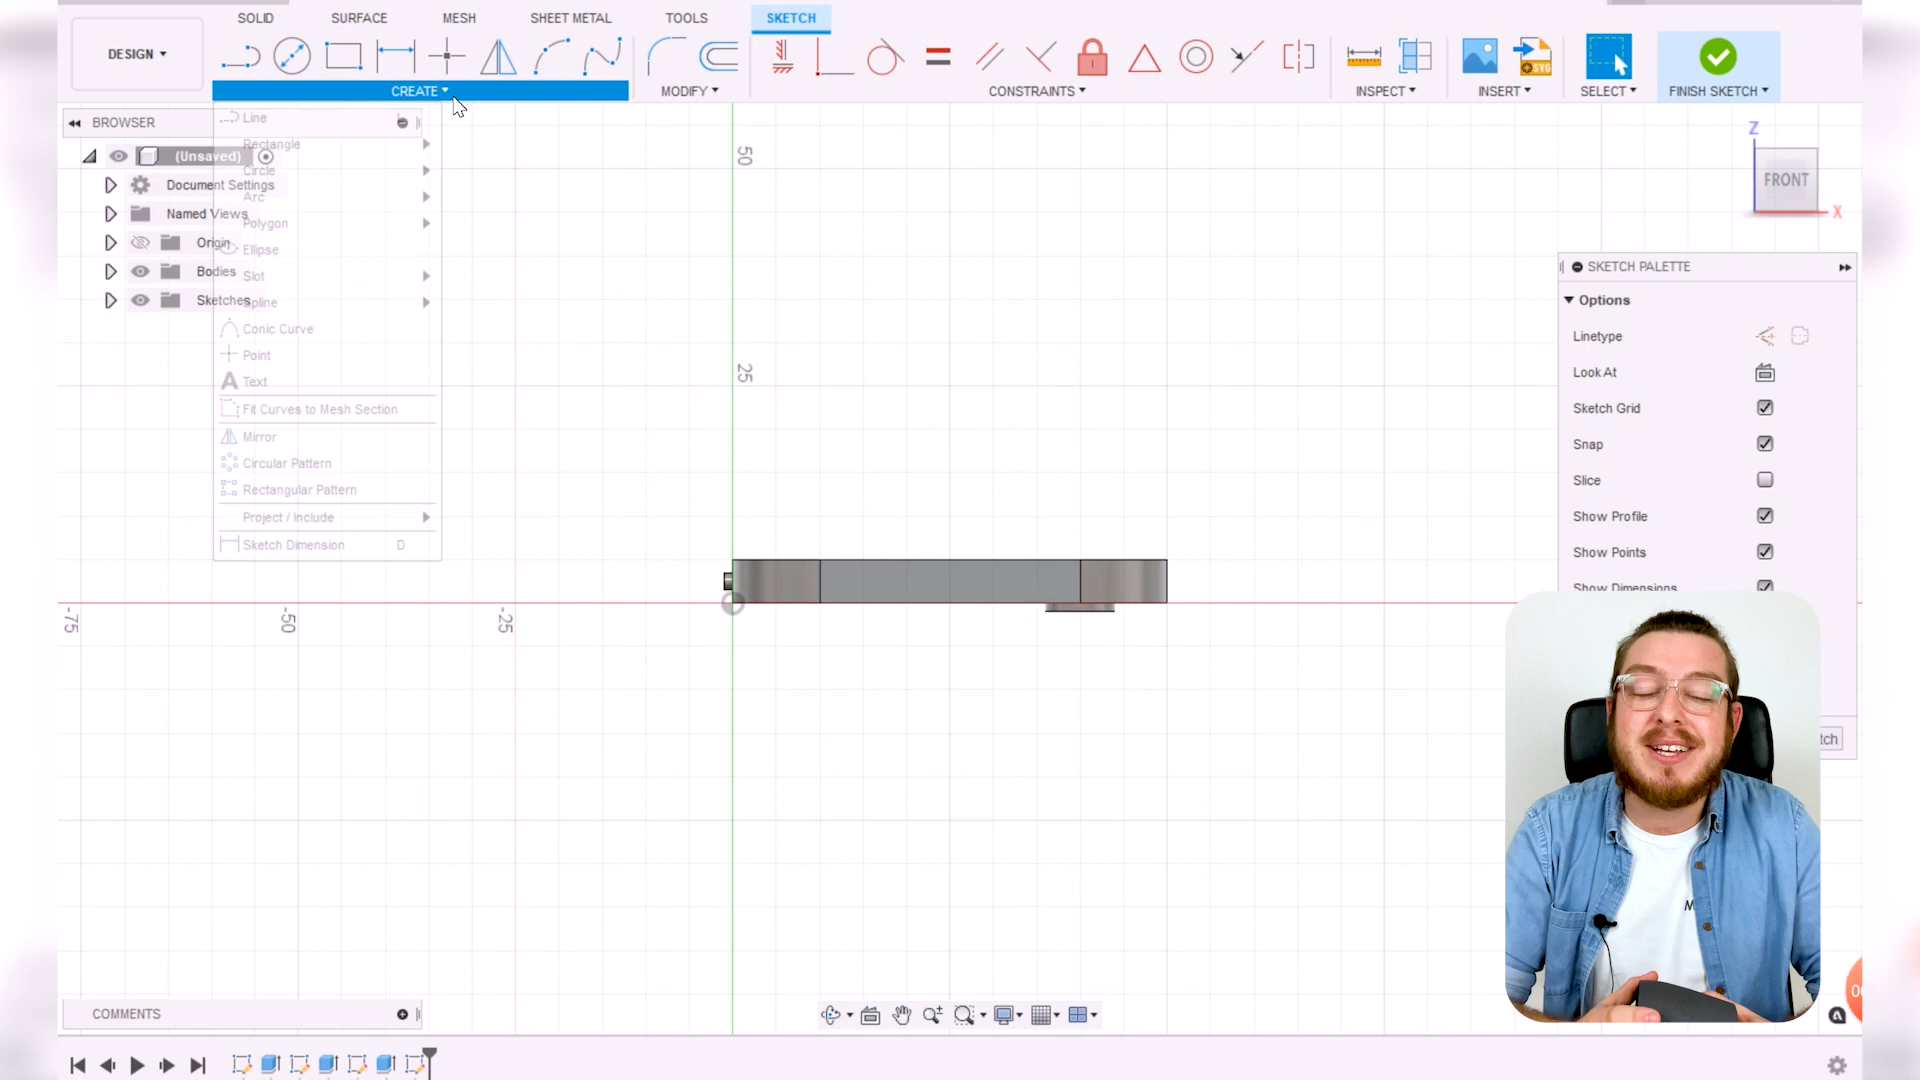 SOLID SURFACE MESH SHEET METAL TOOLS SKETCH
DESIGN
SVG
CREATE MODIFY CONSTRAINTS INSPECT INSERT SELECT FINISH SKETCH
BROWSER
(Unsaved)
Document Settings
Named Views
Origin
Bodies
Sketches
Line
Rectangle
Circle
Arc
Polygon
Ellipse
Slot
Spline
Conic Curve
Point
Text
Fit Curves to Mesh Section
Mirror
Circular Pattern
Rectangular Pattern
Project / Include
Sketch Dimension D
50
25
-75
-50
-25
Z
FRONT
X
SKETCH PALETTE
Options
Linetype
Look At
Sketch Grid
Snap
Slice
Show Profile
Show Points
Show Dimensions
tch
M
COMMENTS